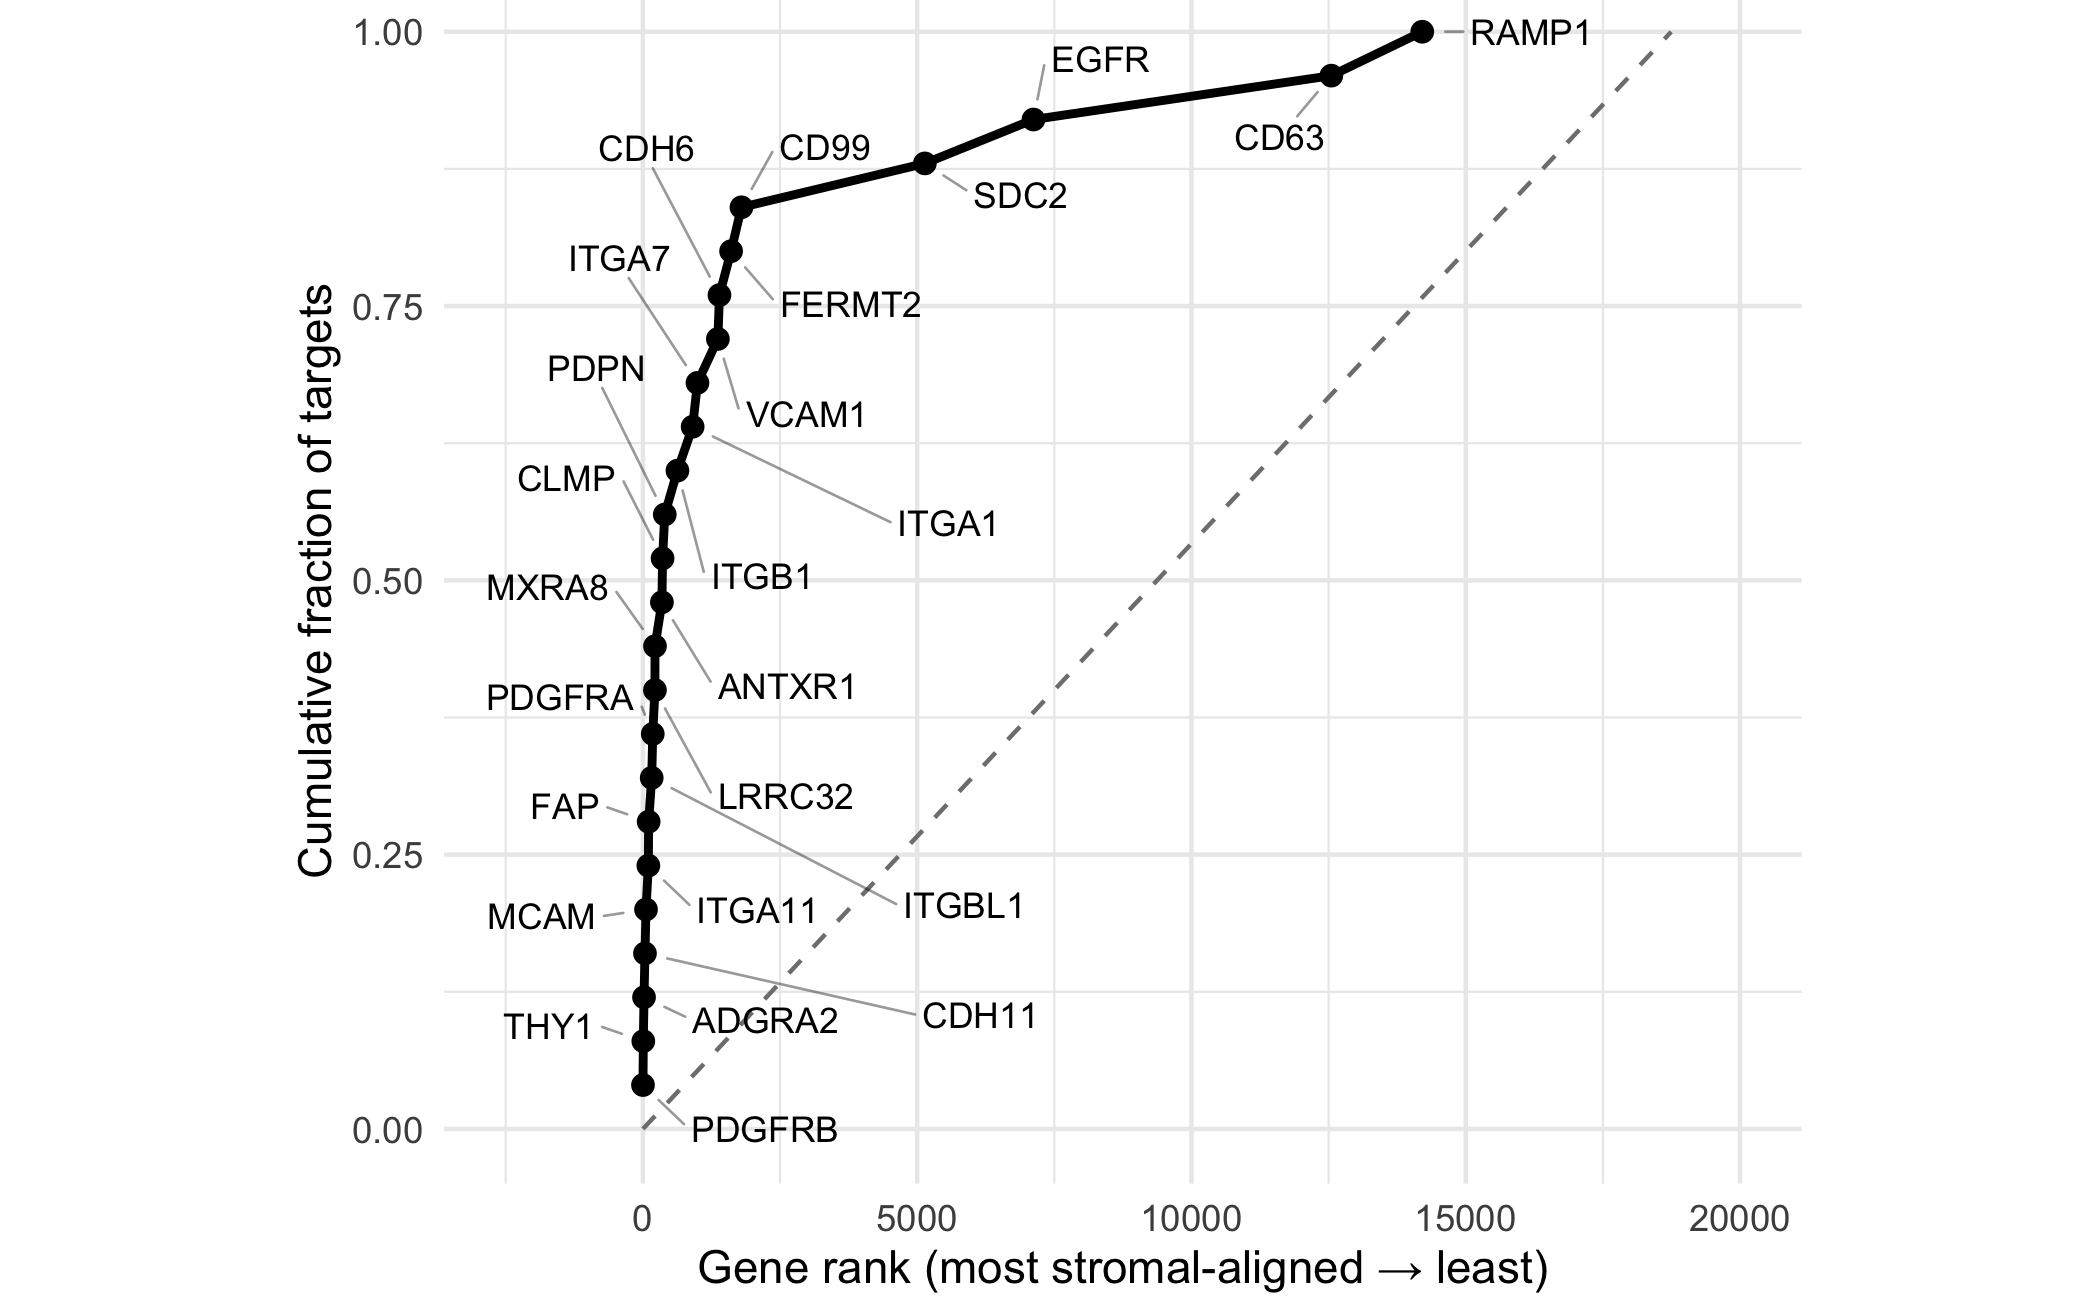 1.00
RAMP1
EGFR
CD63
CDH6
CD99
SDC2
ITGA7
FERMT2
0.75
PDPN
VCAM1
CLMP
ITGA1
0.50
MXRA8
ITGB1
ANTXR1
PDGFRA
LRRC32
FAP
0.25
ITGBL1
MCAM
ITGA11
CDH11
THY1
ADGRA2
0.00
PDGFRB
Cumulative fraction of targets
0
5000
10000
15000
20000
Gene rank (most stromal-aligned → least)